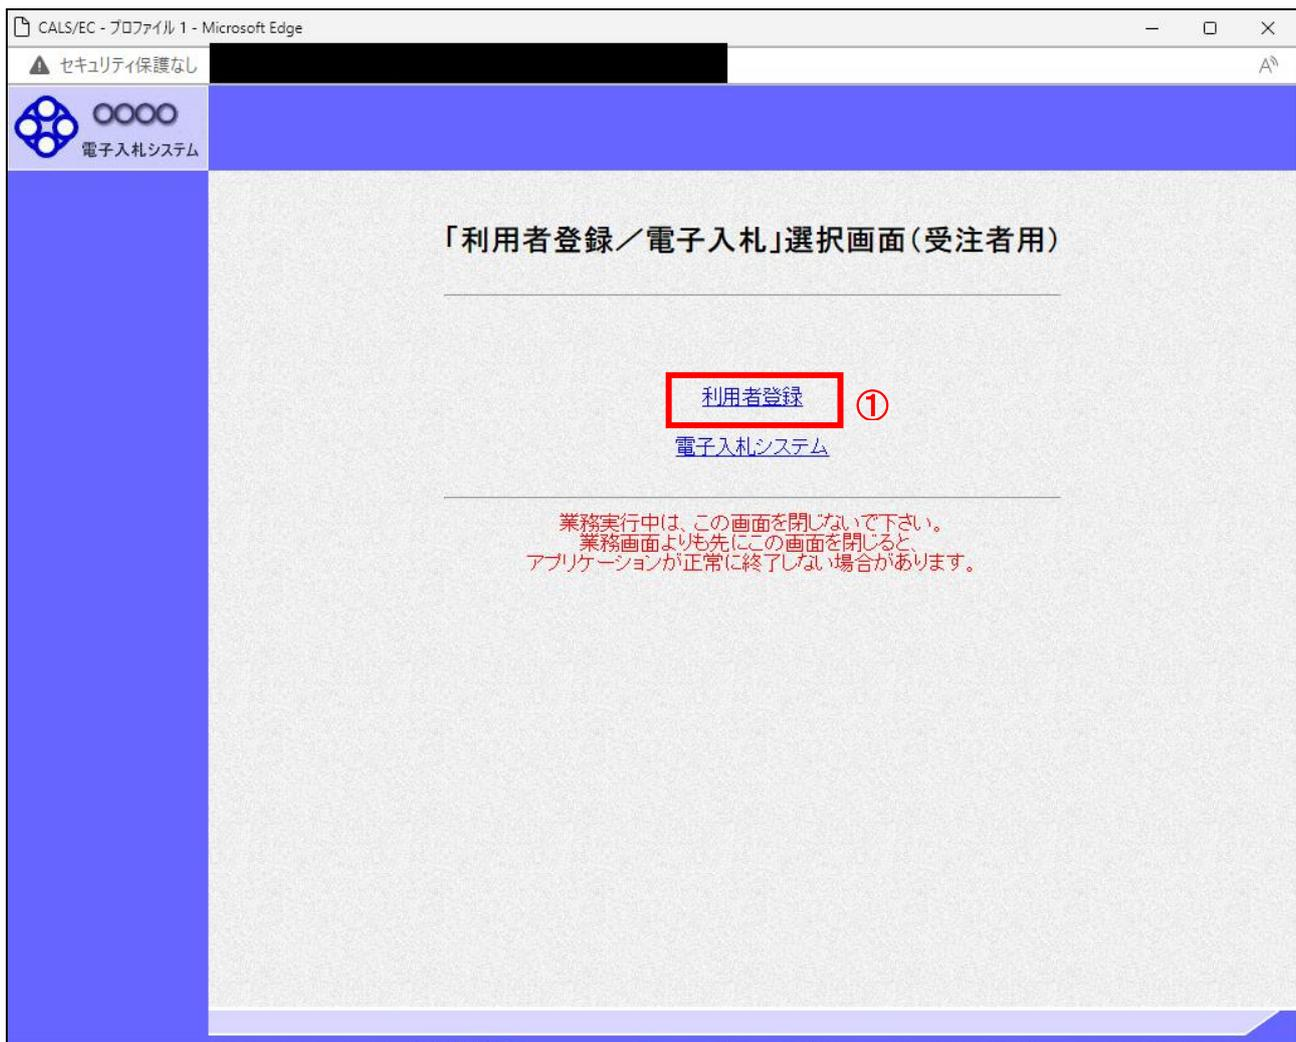 CALS/EC - プロファイル 1 - Microsoft Edge
セキュリティ保護なし
○○○○
電子入札システム
「利用者登録／電子入札」選択画面(受注者用)
利用者登録
①
電子入札システム
業務実行中は、この画面を閉じないで下さい。
業務画面よりも先にこの画面を閉じると、
アプリケーションが正常に終了しない場合があります。